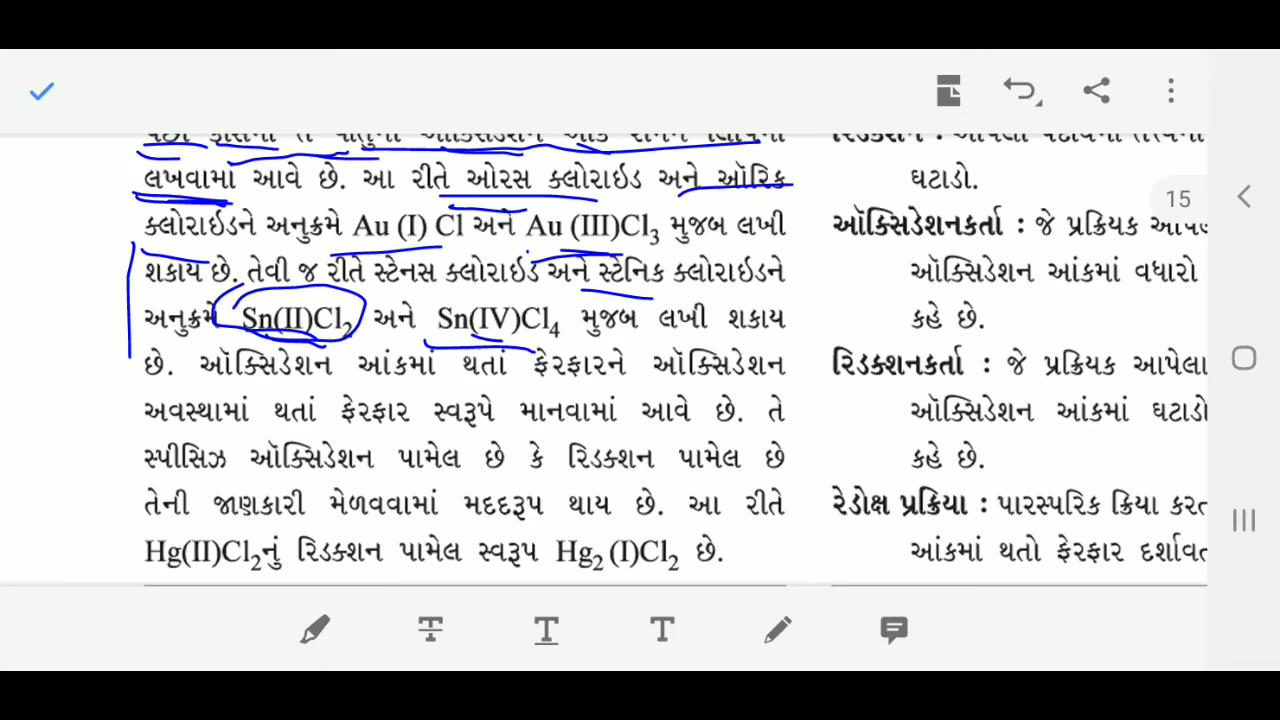 લખવામાં આવે છે. આ રીતે ઓરસ ક્લોરાઇડ અને ઑરિક
ક્લોરાઇડને અનુક્રમે Au (I) Cl અને Au (III)Cl₃ મુજબ લખી
શકાય છે. તેવી જ રીતે સ્ટેનસ ક્લોરાઇડ અને સ્ટેનિક ક્લોરાઇડને
અનુક્રમે Sn(II)Cl₂ અને Sn(IV)Cl₄ મુજબ લખી શકાય
છે. ઑક્સિડેશન આંકમાં થતાં ફેરફારને ઑક્સિડેશન
અવસ્થામાં થતાં ફેરફાર સ્વરૂપે માનવામાં આવે છે. તે
સ્પીસિઝ ઑક્સિડેશન પામેલ છે કે રિડક્શન પામેલ છે
તેની જાણકારી મેળવવામાં મદદરૂપ થાય છે. આ રીતે
Hg(II)Cl₂નું રિડક્શન પામેલ સ્વરૂપ Hg₂ (I)Cl₂ છે.
ઘટાડો.
ઑક્સિડેશનકર્તા : જે પ્રક્રિયક
ઑક્સિડેશન આંકમાં વધારો
કહે છે.
રિડક્શનકર્તા : જે પ્રક્રિયક આપેલા
ઑક્સિડેશન આંકમાં ઘટાડો
કહે છે.
રેડોક્ષ પ્રક્રિયા : પારસ્પરિક ક્રિયા
આંકમાં થતો ફેરફાર
15